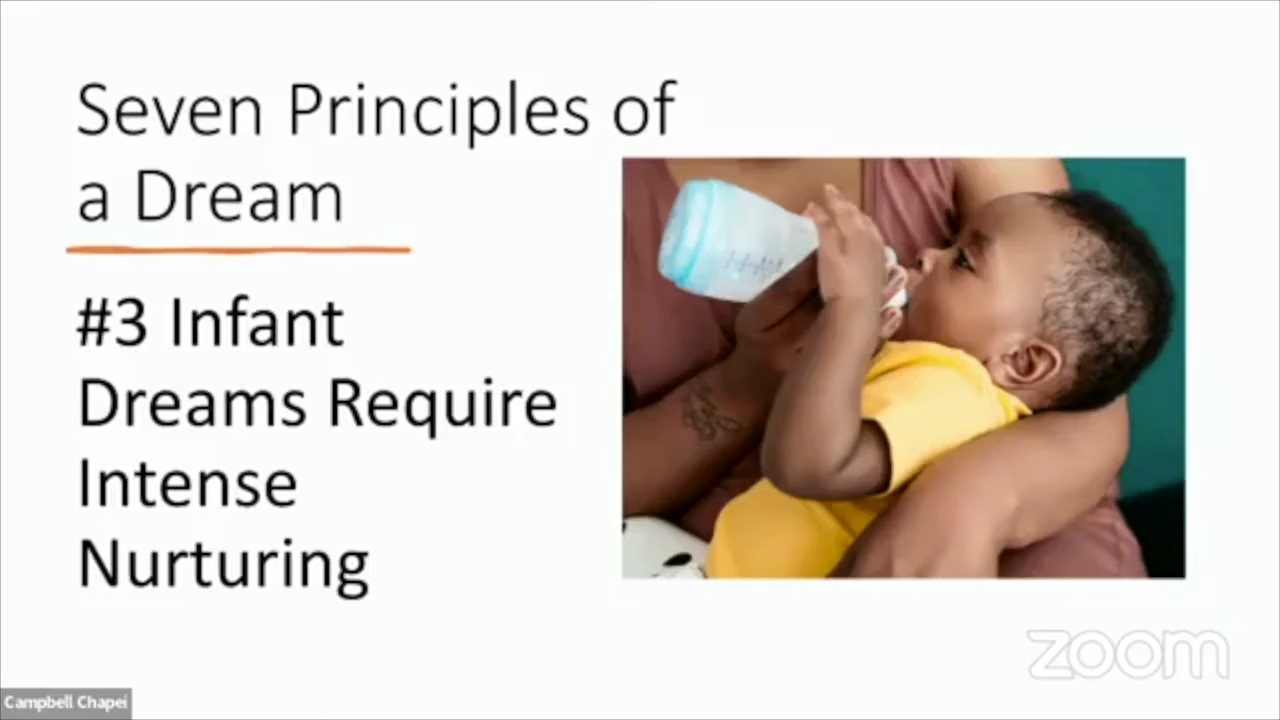 Seven Principles of
a Dream
#3 Infant
Dreams Require
Intense
Nurturing
zoom
Campbell Chapel